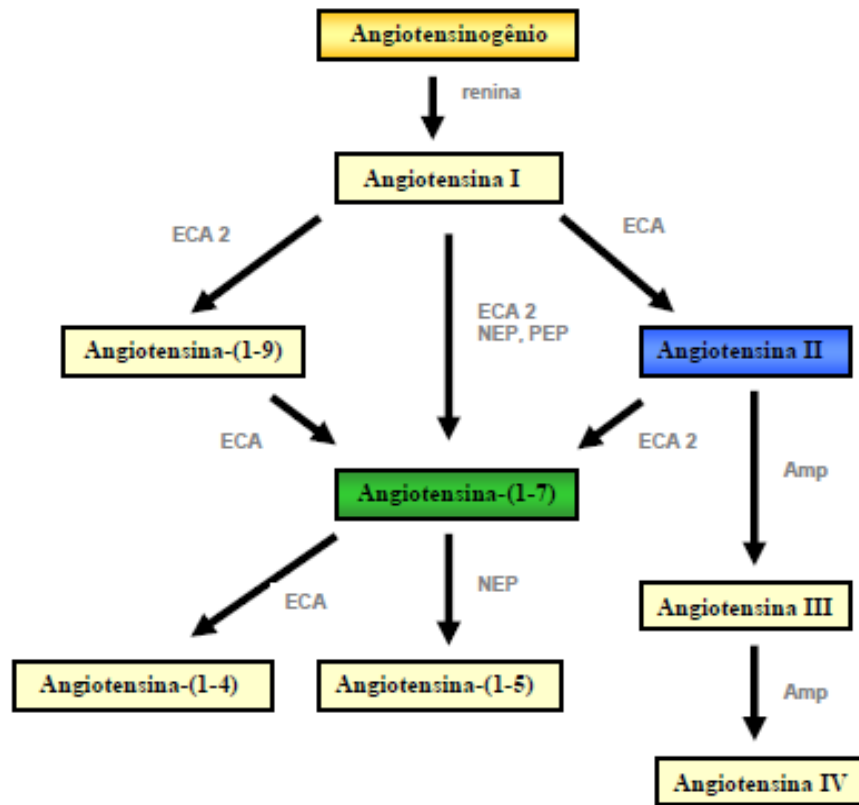 Angiotensinogênio
renina
Angiotensina I
ECA 2
ECA
ECA 2
NEP, PEP
Angiotensina-(1-9)
Angiotensina II
ECA
ECA 2
Amp
Angiotensina-(1-7)
ECA
NEP
Angiotensina III
Angiotensina-(1-4)
Angiotensina-(1-5)
Amp
Angiotensina IV